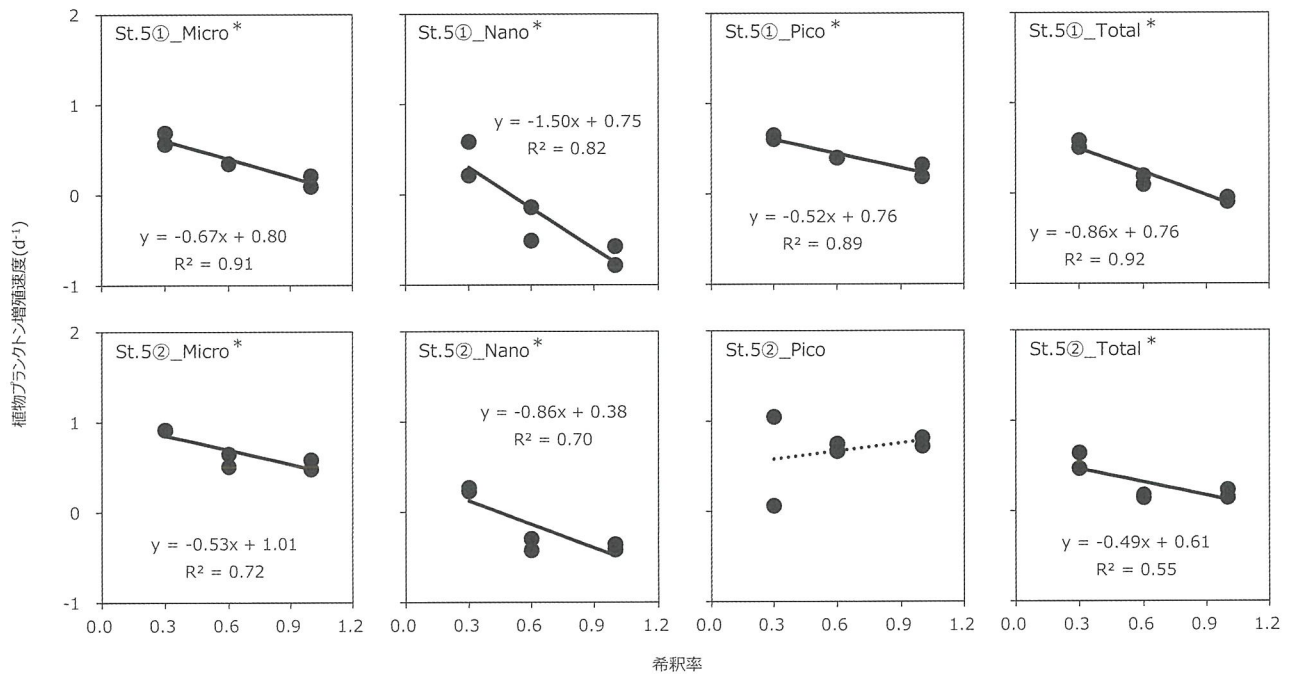 植物プランクトン増殖速度(d⁻¹)
2
1
0
-1
St.5①_Micro*
y = -0.67x + 0.80
R² = 0.91
St.5①_Nano*
y = -1.50x + 0.75
R² = 0.82
St.5①_Pico*
y = -0.52x + 0.76
R² = 0.89
St.5①_Total*
y = -0.86x + 0.76
R² = 0.92
2
1
0
-1
St.5②_Micro*
y = -0.53x + 1.01
R² = 0.72
St.5②_Nano*
y = -0.86x + 0.38
R² = 0.70
St.5②_Pico
St.5②_Total*
y = -0.49x + 0.61
R² = 0.55
0.0 0.3 0.6 0.9 1.2
0.0 0.3 0.6 0.9 1.2
0.0 0.3 0.6 0.9 1.2
0.0 0.3 0.6 0.9 1.2
希釈率